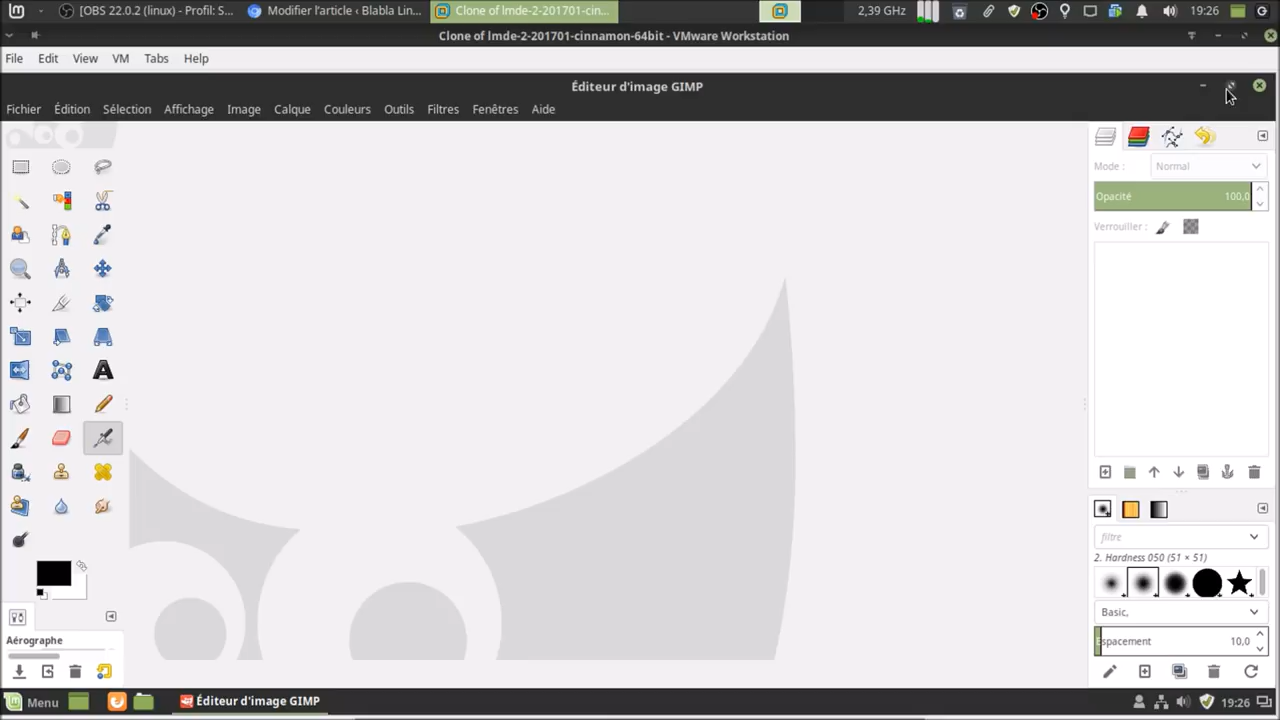 [OBS 22.0.2 (linux) - Profil: S... Modifier l'article ‹ Blabla Lin... Clone of lmde-2-201701-cin... 2,39 GHz 19:26
Clone of lmde-2-201701-cinnamon-64bit - VMware Workstation
File Edit View VM Tabs Help
Éditeur d'image GIMP
Fichier Édition Sélection Affichage Image Calque Couleurs Outils Filtres Fenêtres Aide
Mode : Normal
Opacité 100,0
Verrouiller :
filtre
2. Hardness 050 (51 × 51)
Basic,
spacement 10,0
Aérographe
Menu Éditeur d'image GIMP 19:26